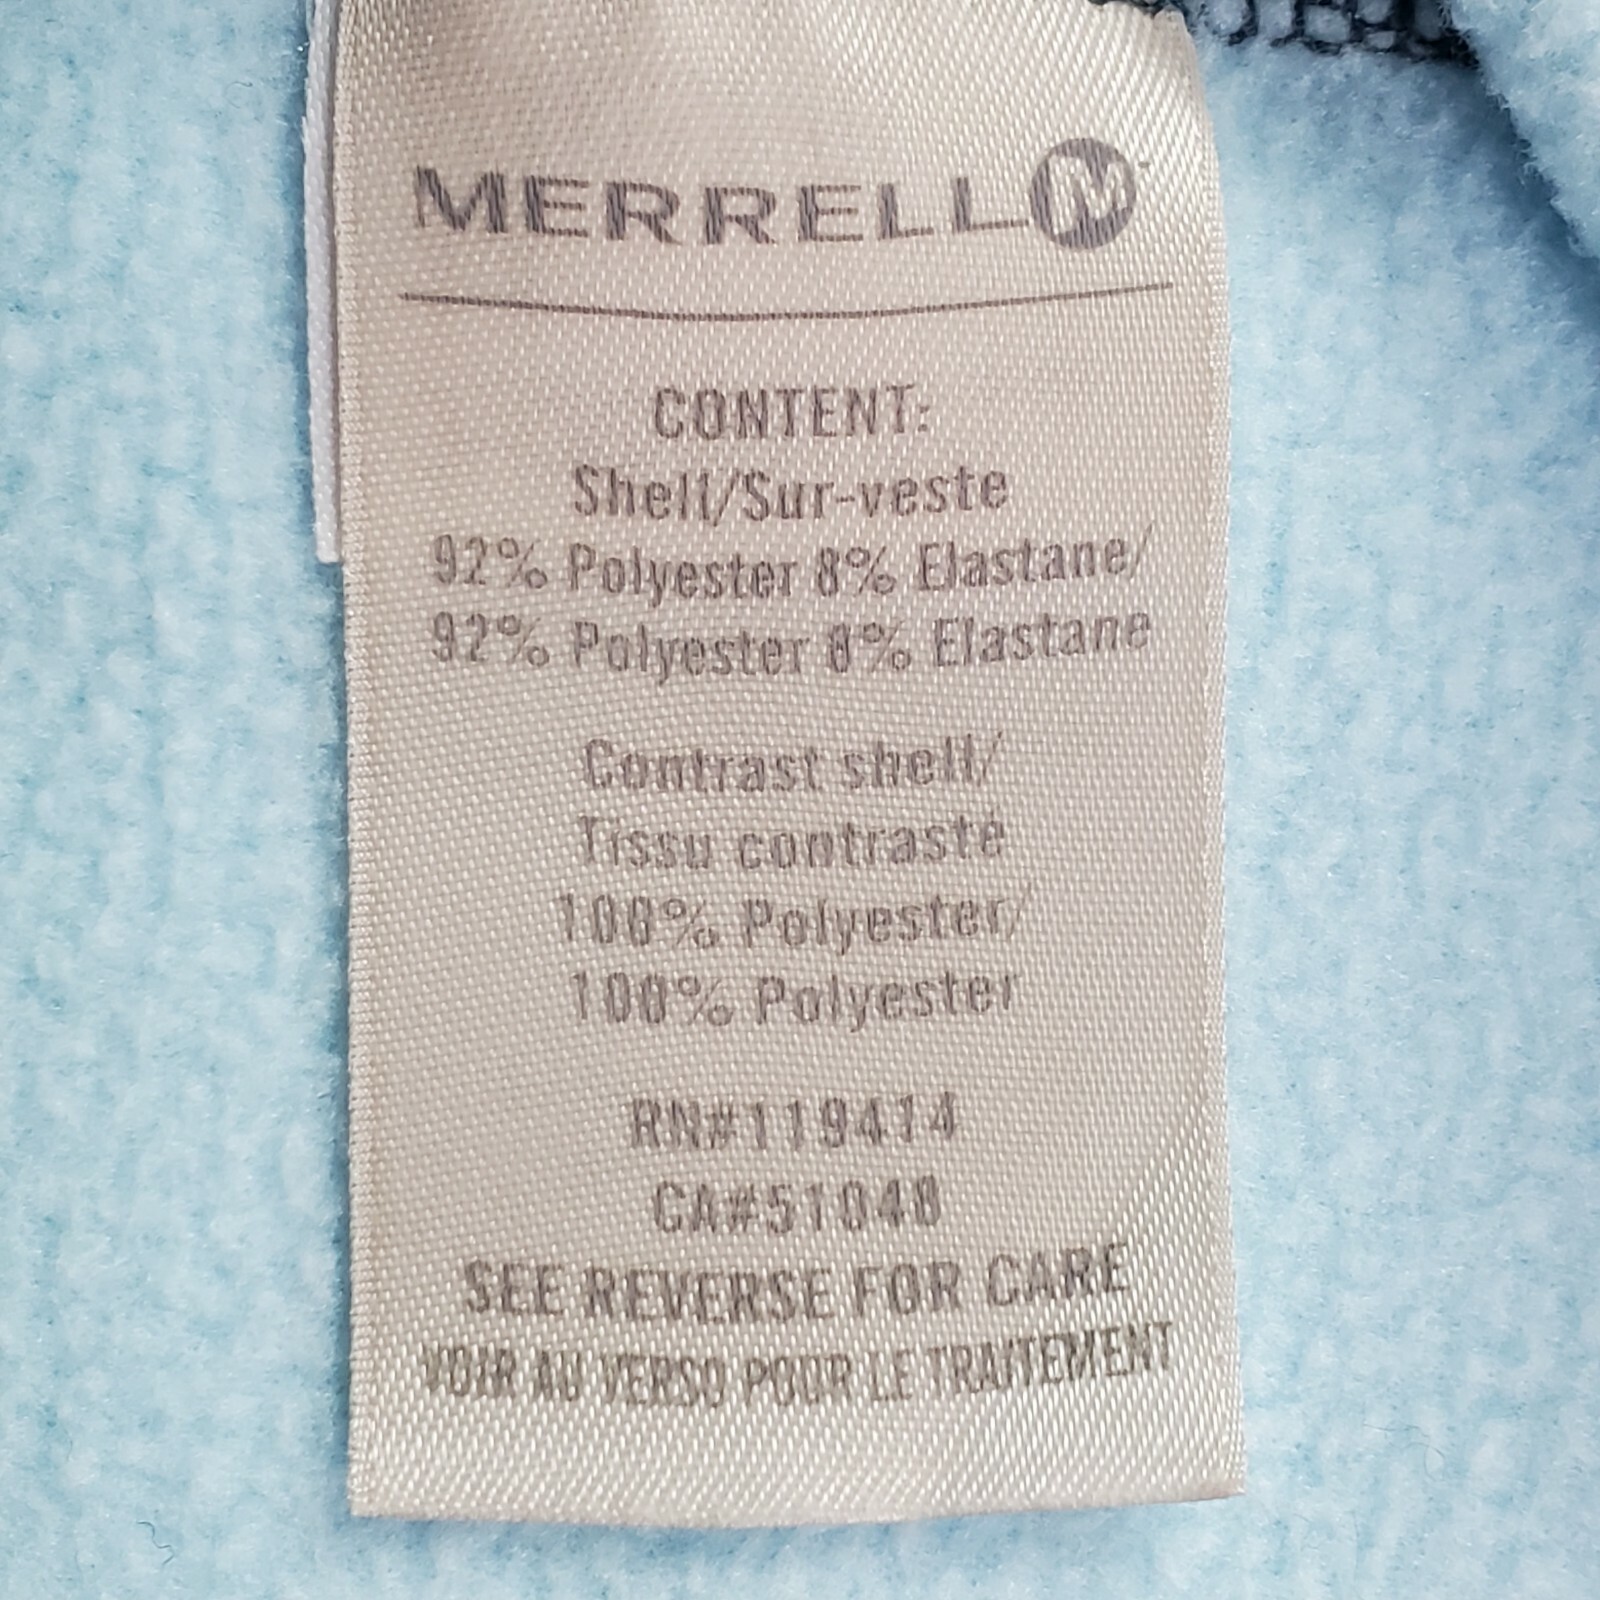 MERRELL M
CONTENT:
Shell/Sur-veste
92% Polyester 8% Elastane/
92% Polyester 8% Elastane
Contrast shell/
Tissu contrasté
100% Polyester/
100% Polyester
RN#119414
CA#51048
SEE REVERSE FOR CARE
VOIR AU VERSO POUR LE TRAITEMENT